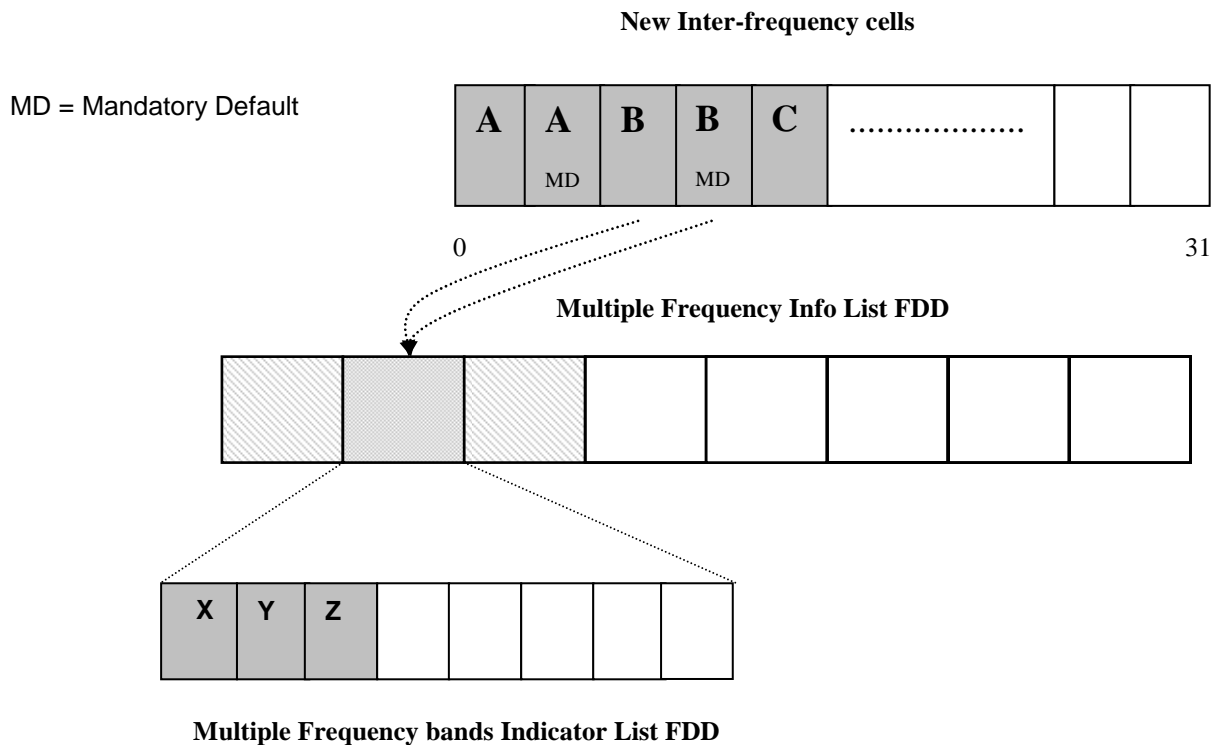 New Inter-frequency cells
MD = Mandatory Default
A A B B C ...................
MD MD
0 31
Multiple Frequency Info List FDD
X Y Z
Multiple Frequency bands Indicator List FDD